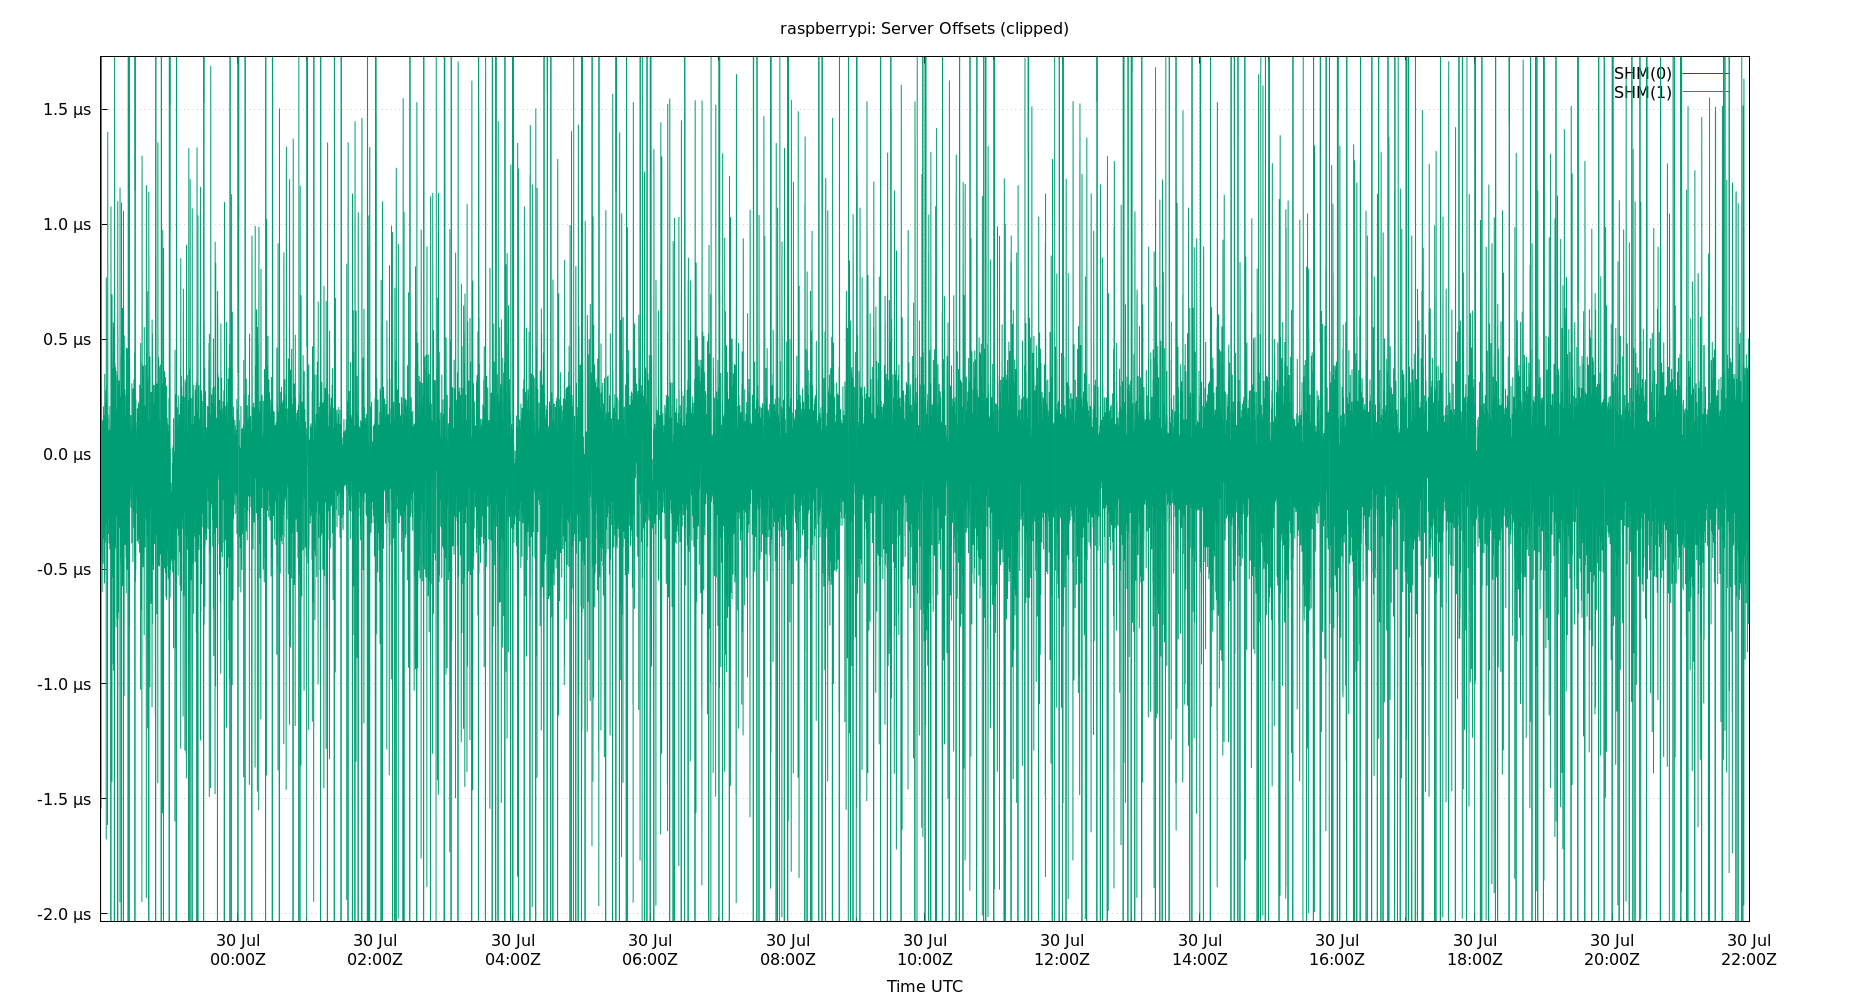 raspberrypi: Server Offsets (clipped)
SHM(0)
SHM(1)
1.5 µs
1.0 µs
0.5 µs
0.0 µs
-0.5 µs
-1.0 µs
-1.5 µs
-2.0 µs
30 Jul 30 Jul 30 Jul 30 Jul 30 Jul 30 Jul 30 Jul 30 Jul 30 Jul 30 Jul 30 Jul 30 Jul
00:00Z 02:00Z 04:00Z 06:00Z 08:00Z 10:00Z 12:00Z 14:00Z 16:00Z 18:00Z 20:00Z 22:00Z
Time UTC